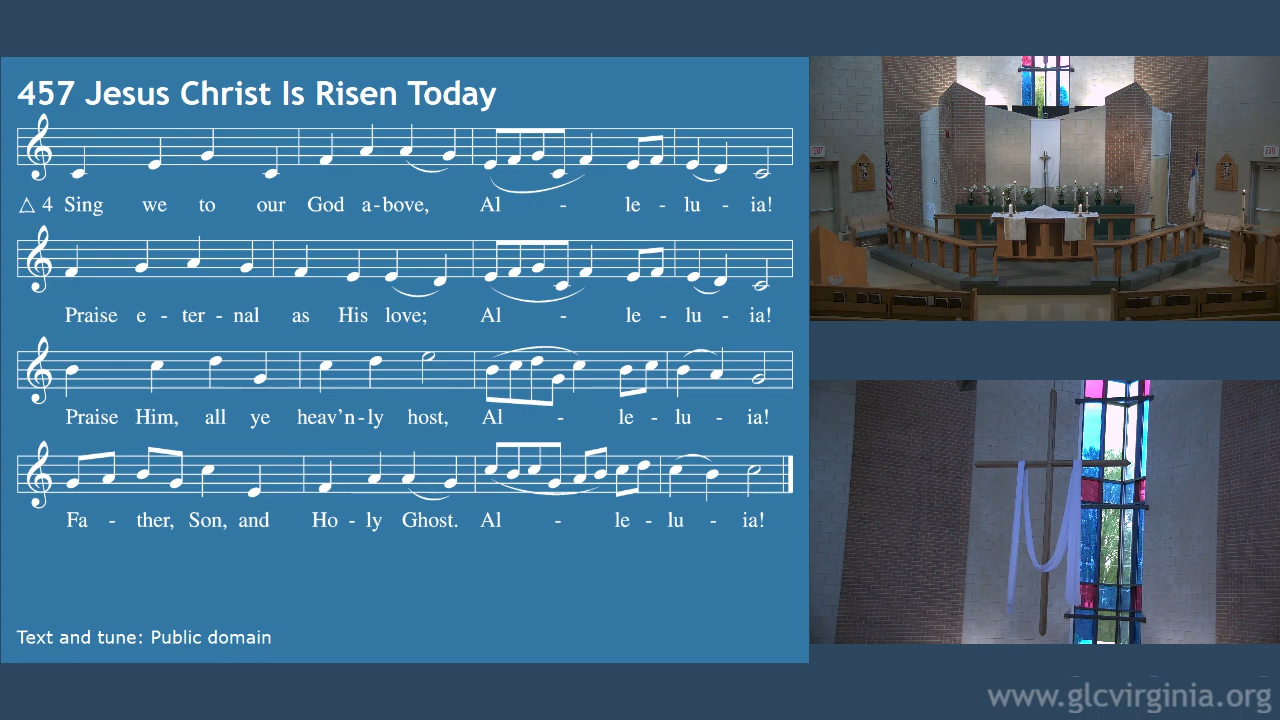 457 Jesus Christ Is Risen Today
△ 4 Sing we to our God a-bove, Al - le - lu - ia!
Praise e - ter - nal as His love; Al - le - lu - ia!
Praise Him, all ye heav'n-ly host, Al - le - lu - ia!
Fa - ther, Son, and Ho - ly Ghost. Al - le - lu - ia!
Text and tune: Public domain
EXIT
EXIT
www.glcvirginia.org